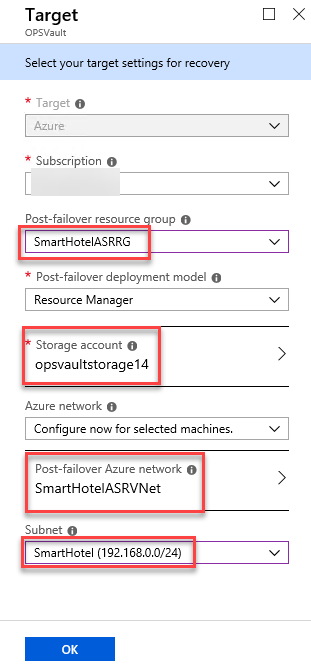 Target
OPSVault
Select your target settings for recovery
* Target
Azure
* Subscription
Post-failover resource group
SmartHotelASRRG
* Post-failover deployment model
Resource Manager
* Storage account
opsvaultstorage14
Azure network
Configure now for selected machines.
Post-failover Azure network
SmartHotelASRVNet
Subnet
SmartHotel (192.168.0.0/24)
OK